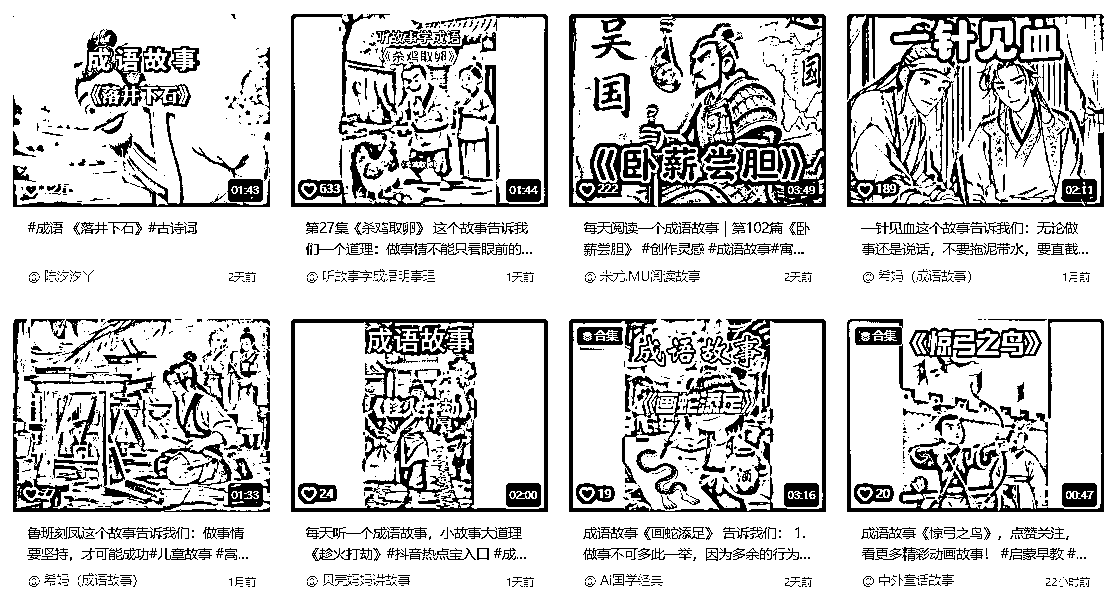 成语故事
《落井下石》
01:43
#成语 《落井下石》#古诗词
2天前
听故事学成语
《杀鸡取卵》
633
01:44
第27集《杀鸡取卵》 这个故事告诉我
们一个道理：做事情不能只看眼前的...
@ 听故事学成语明事理
1天前
吴国
《卧薪尝胆》
222
03:49
每天阅读一个成语故事｜第102篇《卧
薪尝胆》 #创作灵感 #成语故事#寓...
@ 米尤.MU阅读故事
2天前
一针见血
189
02:11
一针见血这个故事告诉我们：无论做
事还是说话，不要拖泥带水，要直截...
@ 希妈（成语故事）
1月前
01:33
鲁班刻凤这个故事告诉我们：做事情
要坚持，才可能成功#儿童故事 #寓...
@ 希妈（成语故事）
1月前
成语故事
《趁火打劫》
24
02:00
每天听一个成语故事，小故事大道理
《趁火打劫》#抖音热点宝入口 #成...
@ 贝壳妈妈讲故事
1天前
合集
成语故事
《画蛇添足》
19
03:16
成语故事《画蛇添足》 告诉我们： 1.
做事不可多此一举，因为多余的行为...
@ AI国学经典
2天前
合集
《惊弓之鸟》
20
00:47
成语故事《惊弓之鸟》，点赞关注，
看更多精彩动画故事！ #启蒙早教 #...
@ 中外童话故事
22小时前